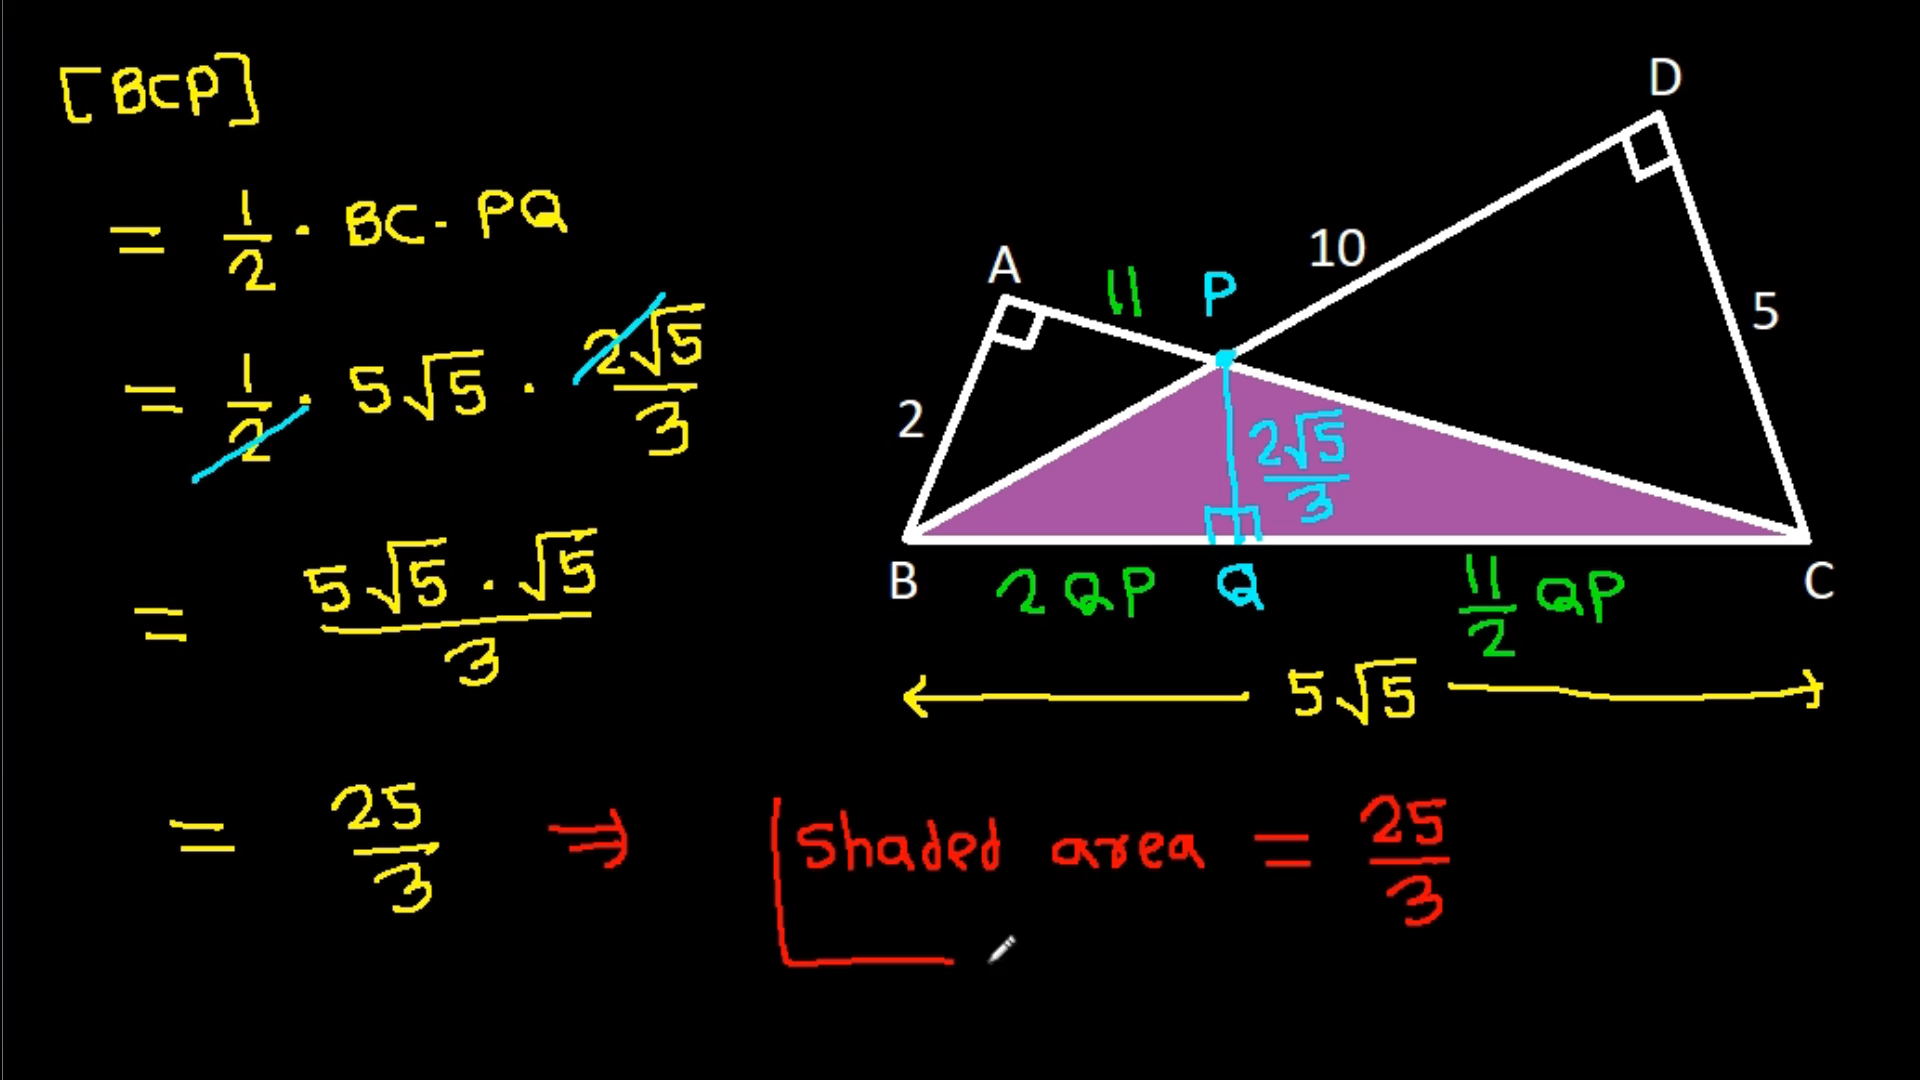 [BCP]
= 1/2 · BC · PQ
= 1/2 · 5√5 · 2√5/3
= 5√5 · √5/3
= 25/3 ⇒ Shaded area = 25/3
D
10
A 11 P
5
2
2√5/3
B 2QP Q 11/2 QP C
5√5